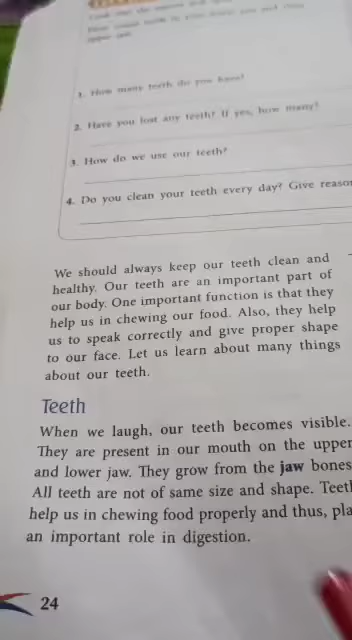 upper jaw.
1. How many teeth do you have?
2. Have you lost any teeth? If yes, how many?
3. How do we use our teeth?
4. Do you clean your teeth every day? Give
We should always keep our teeth clean and
healthy. Our teeth are an important part of
our body. One important function is that they
help us in chewing our food. Also, they help
us to speak correctly and give proper shape
to our face. Let us learn about many things
about our teeth.
Teeth
When we laugh, our teeth becomes visible.
They are present in our mouth on the upper
and lower jaw. They grow from the jaw bones
All teeth are not of same size and shape.
help us in chewing food properly and thus,
an important role in digestion.
24